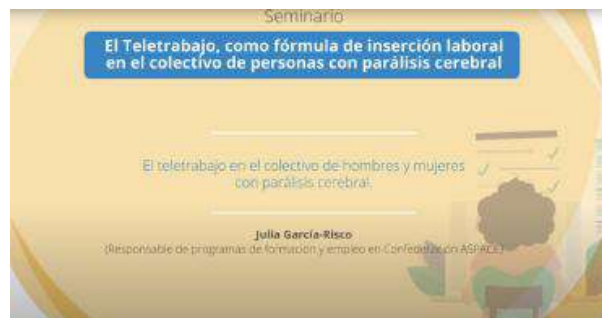 Seminario
El Teletrabajo, como fórmula de inserción laboral
en el colectivo de personas con parálisis cerebral
El teletrabajo en el colectivo de hombres y mujeres
con parálisis cerebral.
Julia García-Risco
(Responsable de programas de formación y empleo en Confederación ASPACE)